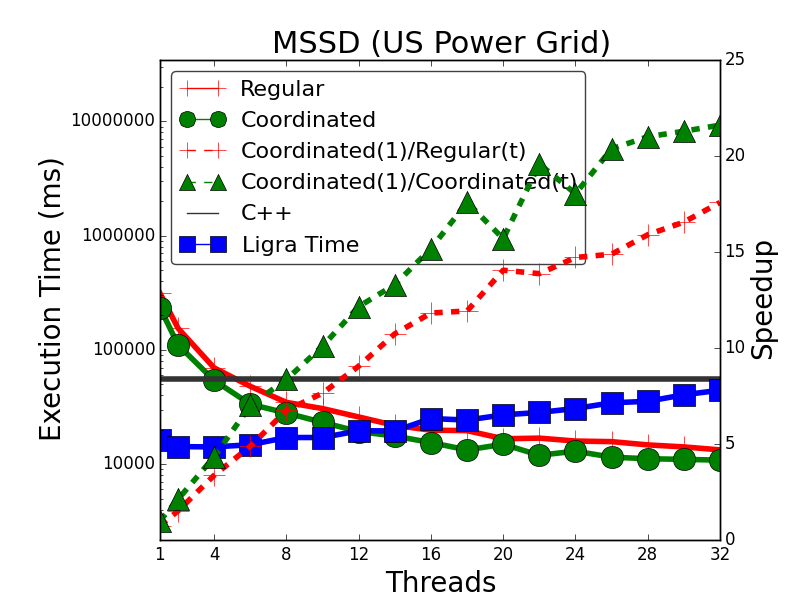 MSSD (US Power Grid)
Regular
Coordinated
Coordinated(1)/Regular(t)
Coordinated(1)/Coordinated(t)
C++
Ligra Time
Execution Time (ms)
10000000
1000000
100000
10000
Speedup
25
20
15
10
5
0
1 4 8 12 16 20 24 28 32
Threads